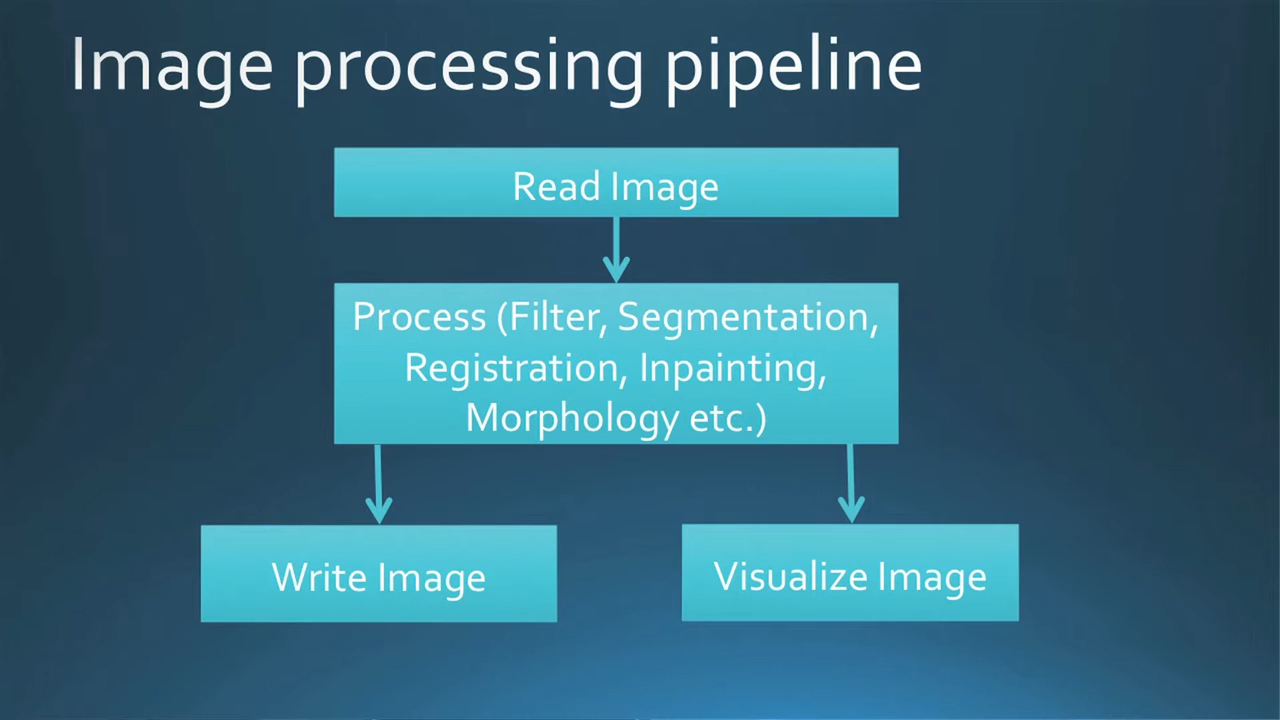 Image processing pipeline
Read Image
Process (Filter, Segmentation,
Registration, Inpainting,
Morphology etc.)
Write Image
Visualize Image